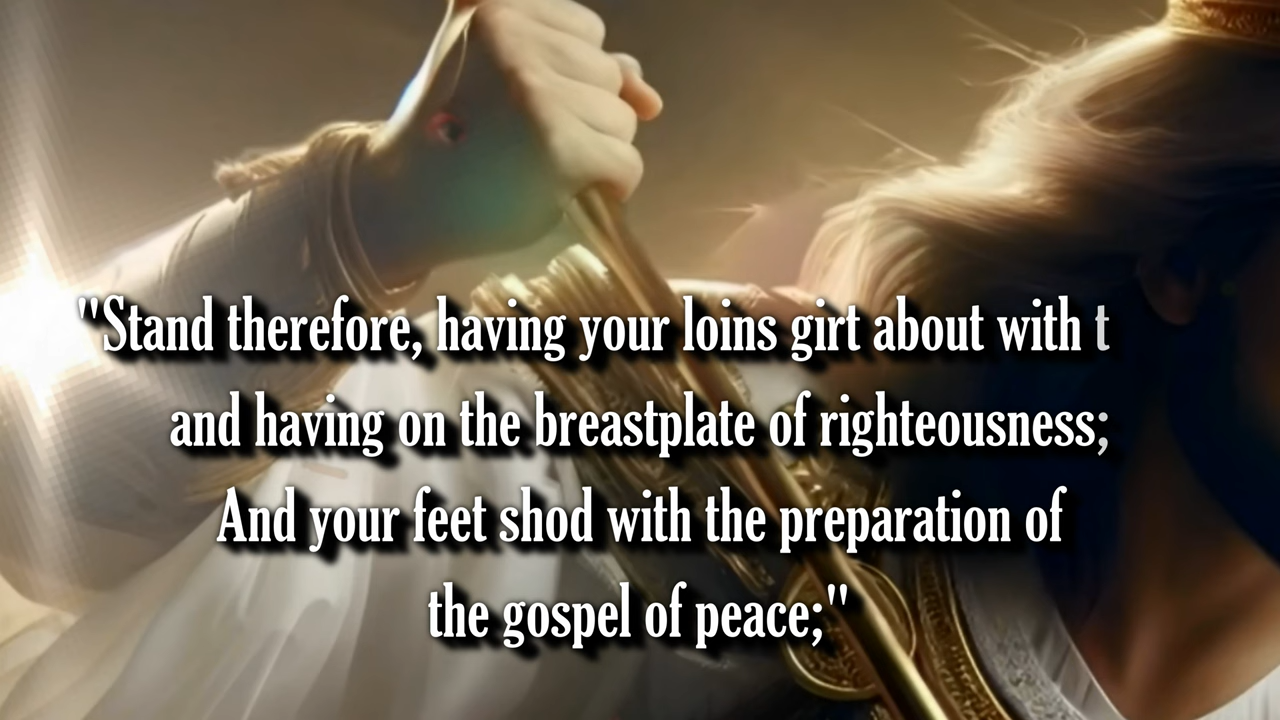 "Stand therefore, having your loins girt about with t
and having on the breastplate of righteousness;
And your feet shod with the preparation of
the gospel of peace;"